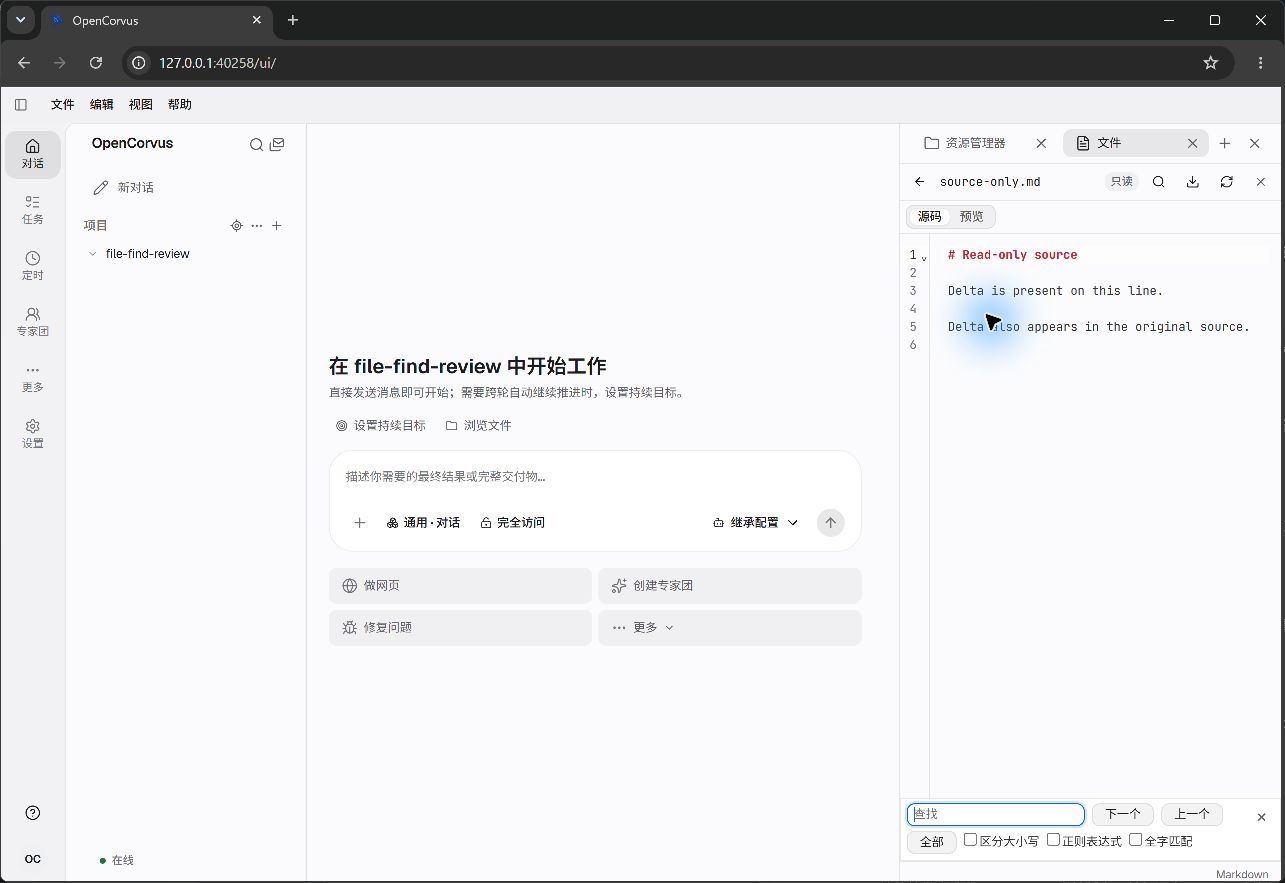 OpenCorvus
127.0.0.1:40258/ui/
文件 编辑 视图 帮助
对话
任务
定时
专家团
更多
设置
OC
OpenCorvus
新对话
项目
file-find-review
在线
在 file-find-review 中开始工作
直接发送消息即可开始；需要跨轮自动继续推进时，设置持续目标。
设置持续目标 浏览文件
描述你需要的最终结果或完整交付物...
通用 · 对话 完全访问 继承配置
做网页 创建专家团
修复问题 更多
资源管理器 文件
source-only.md 只读
源码 预览
1 # Read-only source
2
3 Delta is present on this line.
4
5 Delta also appears in the original source.
6
查找 下一个 上一个
全部 区分大小写 正则表达式 全字匹配
Markdown